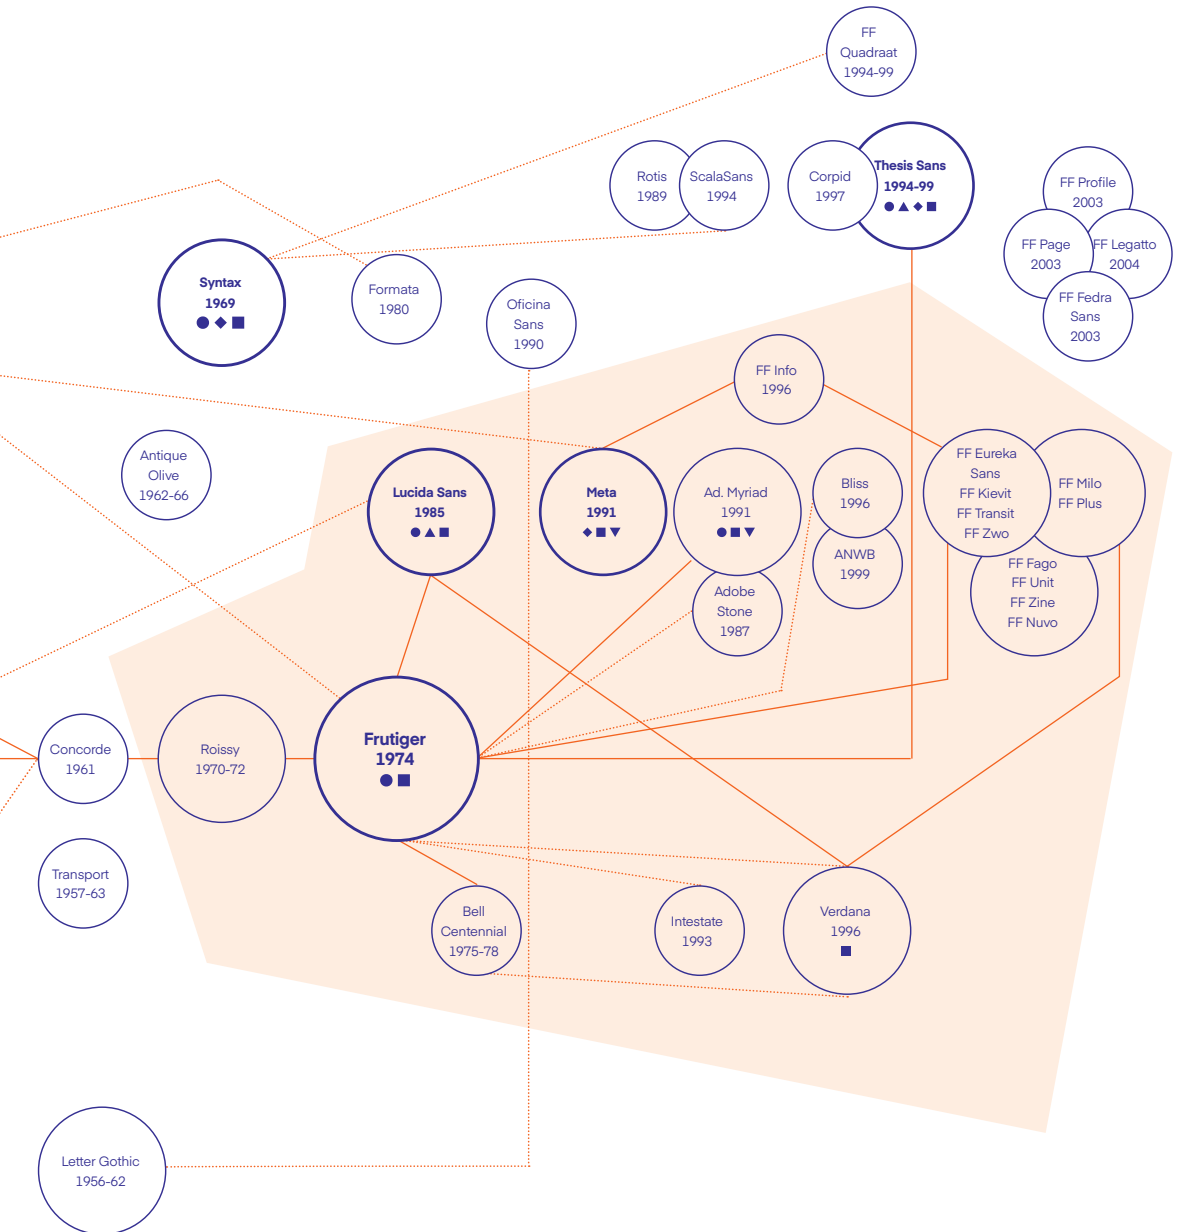 FF
Quadraat
1994-99
Rotis
1989
ScalaSans
1994
Corpid
1997
Thesis Sans
1994-99
FF Profile
2003
FF Page
2003
FF Legatto
2004
FF Fedra
Sans
2003
Syntax
1969
Formata
1980
Oficina
Sans
1990
FF Info
1996
Antique
Olive
1962-66
Lucida Sans
1985
Meta
1991
Ad. Myriad
1991
Bliss
1996
ANWB
1999
FF Eureka
Sans
FF Kievit
FF Transit
FF Zwo
FF Milo
FF Plus
FF Fago
FF Unit
FF Zine
FF Nuvo
Adobe
Stone
1987
Concorde
1961
Roissy
1970-72
Frutiger
1974
Transport
1957-63
Bell
Centennial
1975-78
Intestate
1993
Verdana
1996
Letter Gothic
1956-62